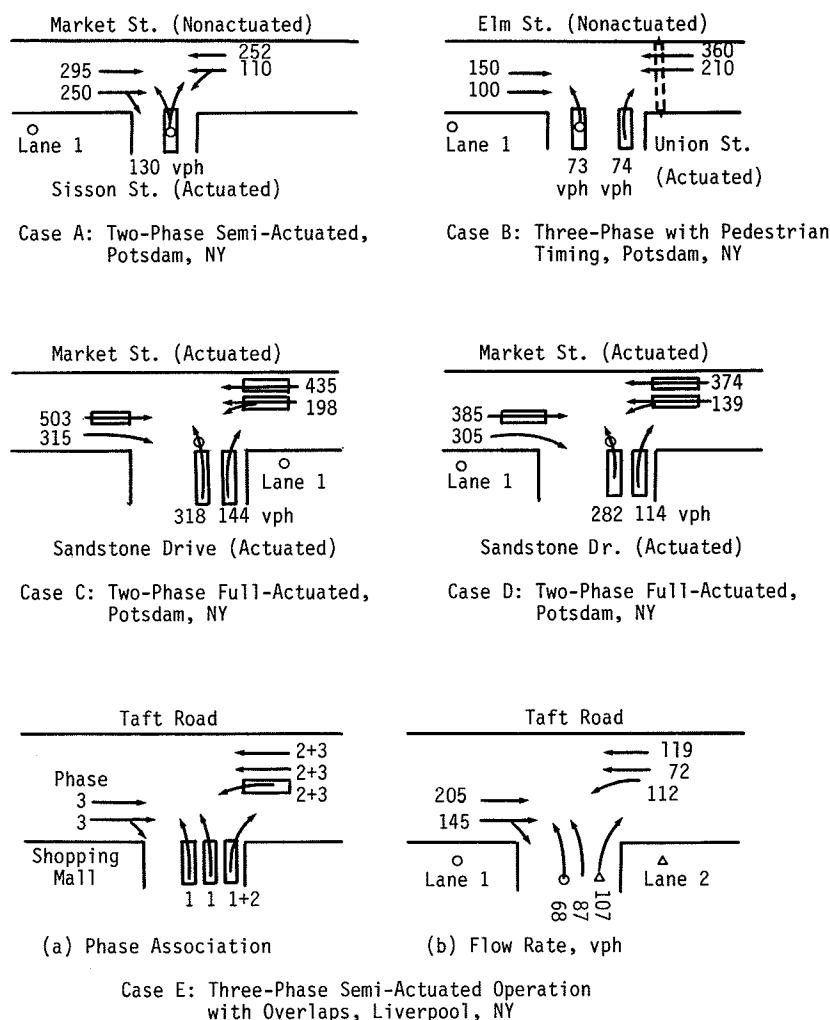 Market St. (Nonactuated)
252
110
295
250
Lane 1
130 vph
Sisson St. (Actuated)
Case A: Two-Phase Semi-Actuated,
Potsdam, NY
Elm St. (Nonactuated)
360
210
150
100
Lane 1
73
vph
74
vph
Union St.
(Actuated)
Case B: Three-Phase with Pedestrian
Timing, Potsdam, NY
Market St. (Actuated)
435
198
503
315
Lane 1
318 144 vph
Sandstone Drive (Actuated)
Case C: Two-Phase Full-Actuated,
Potsdam, NY
Market St. (Actuated)
374
139
385
305
Lane 1
282 114 vph
Sandstone Dr. (Actuated)
Case D: Two-Phase Full-Actuated,
Potsdam, NY
Taft Road
2+3
2+3
2+3
Phase
3
3
Shopping
Mall
1 1 1+2
(a) Phase Association
Taft Road
119
72
112
205
145
Lane 1
68
87
107
Lane 2
(b) Flow Rate, vph
Case E: Three-Phase Semi-Actuated Operation
with Overlaps, Liverpool, NY